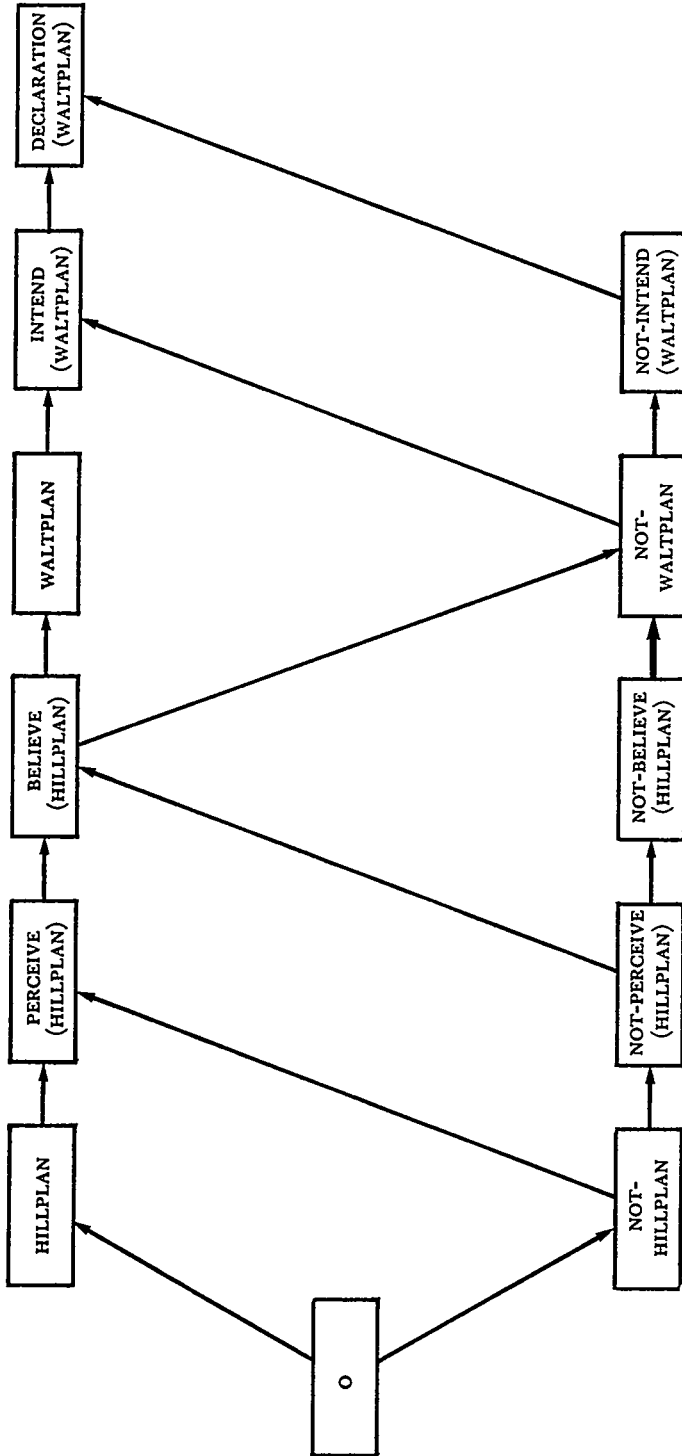 O
HILLPLAN
PERCEIVE
(HILLPLAN)
BELIEVE
(HILLPLAN)
WALTPLAN
INTEND
(WALTPLAN)
DECLARATION
(WALTPLAN)
NOT-
HILLPLAN
NOT-PERCEIVE
(HILLPLAN)
NOT-BELIEVE
(HILLPLAN)
NOT-
WALTPLAN
NOT-INTEND
(WALTPLAN)